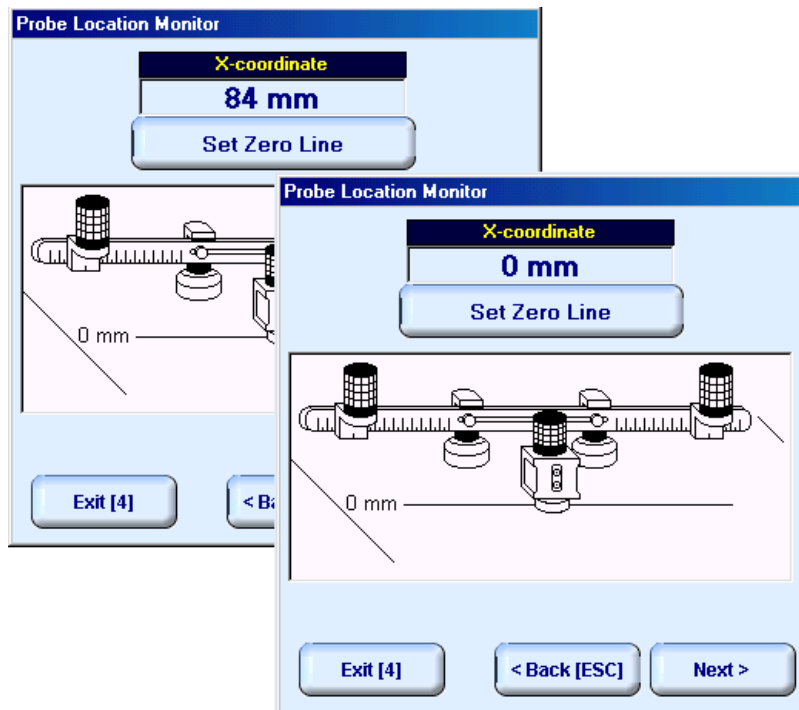 Probe Location Monitor
X-coordinate
84 mm
Set Zero Line
0 mm
Exit [4]
< Ba
Probe Location Monitor
X-coordinate
0 mm
Set Zero Line
0 mm
Exit [4]
< Back [ESC]
Next >